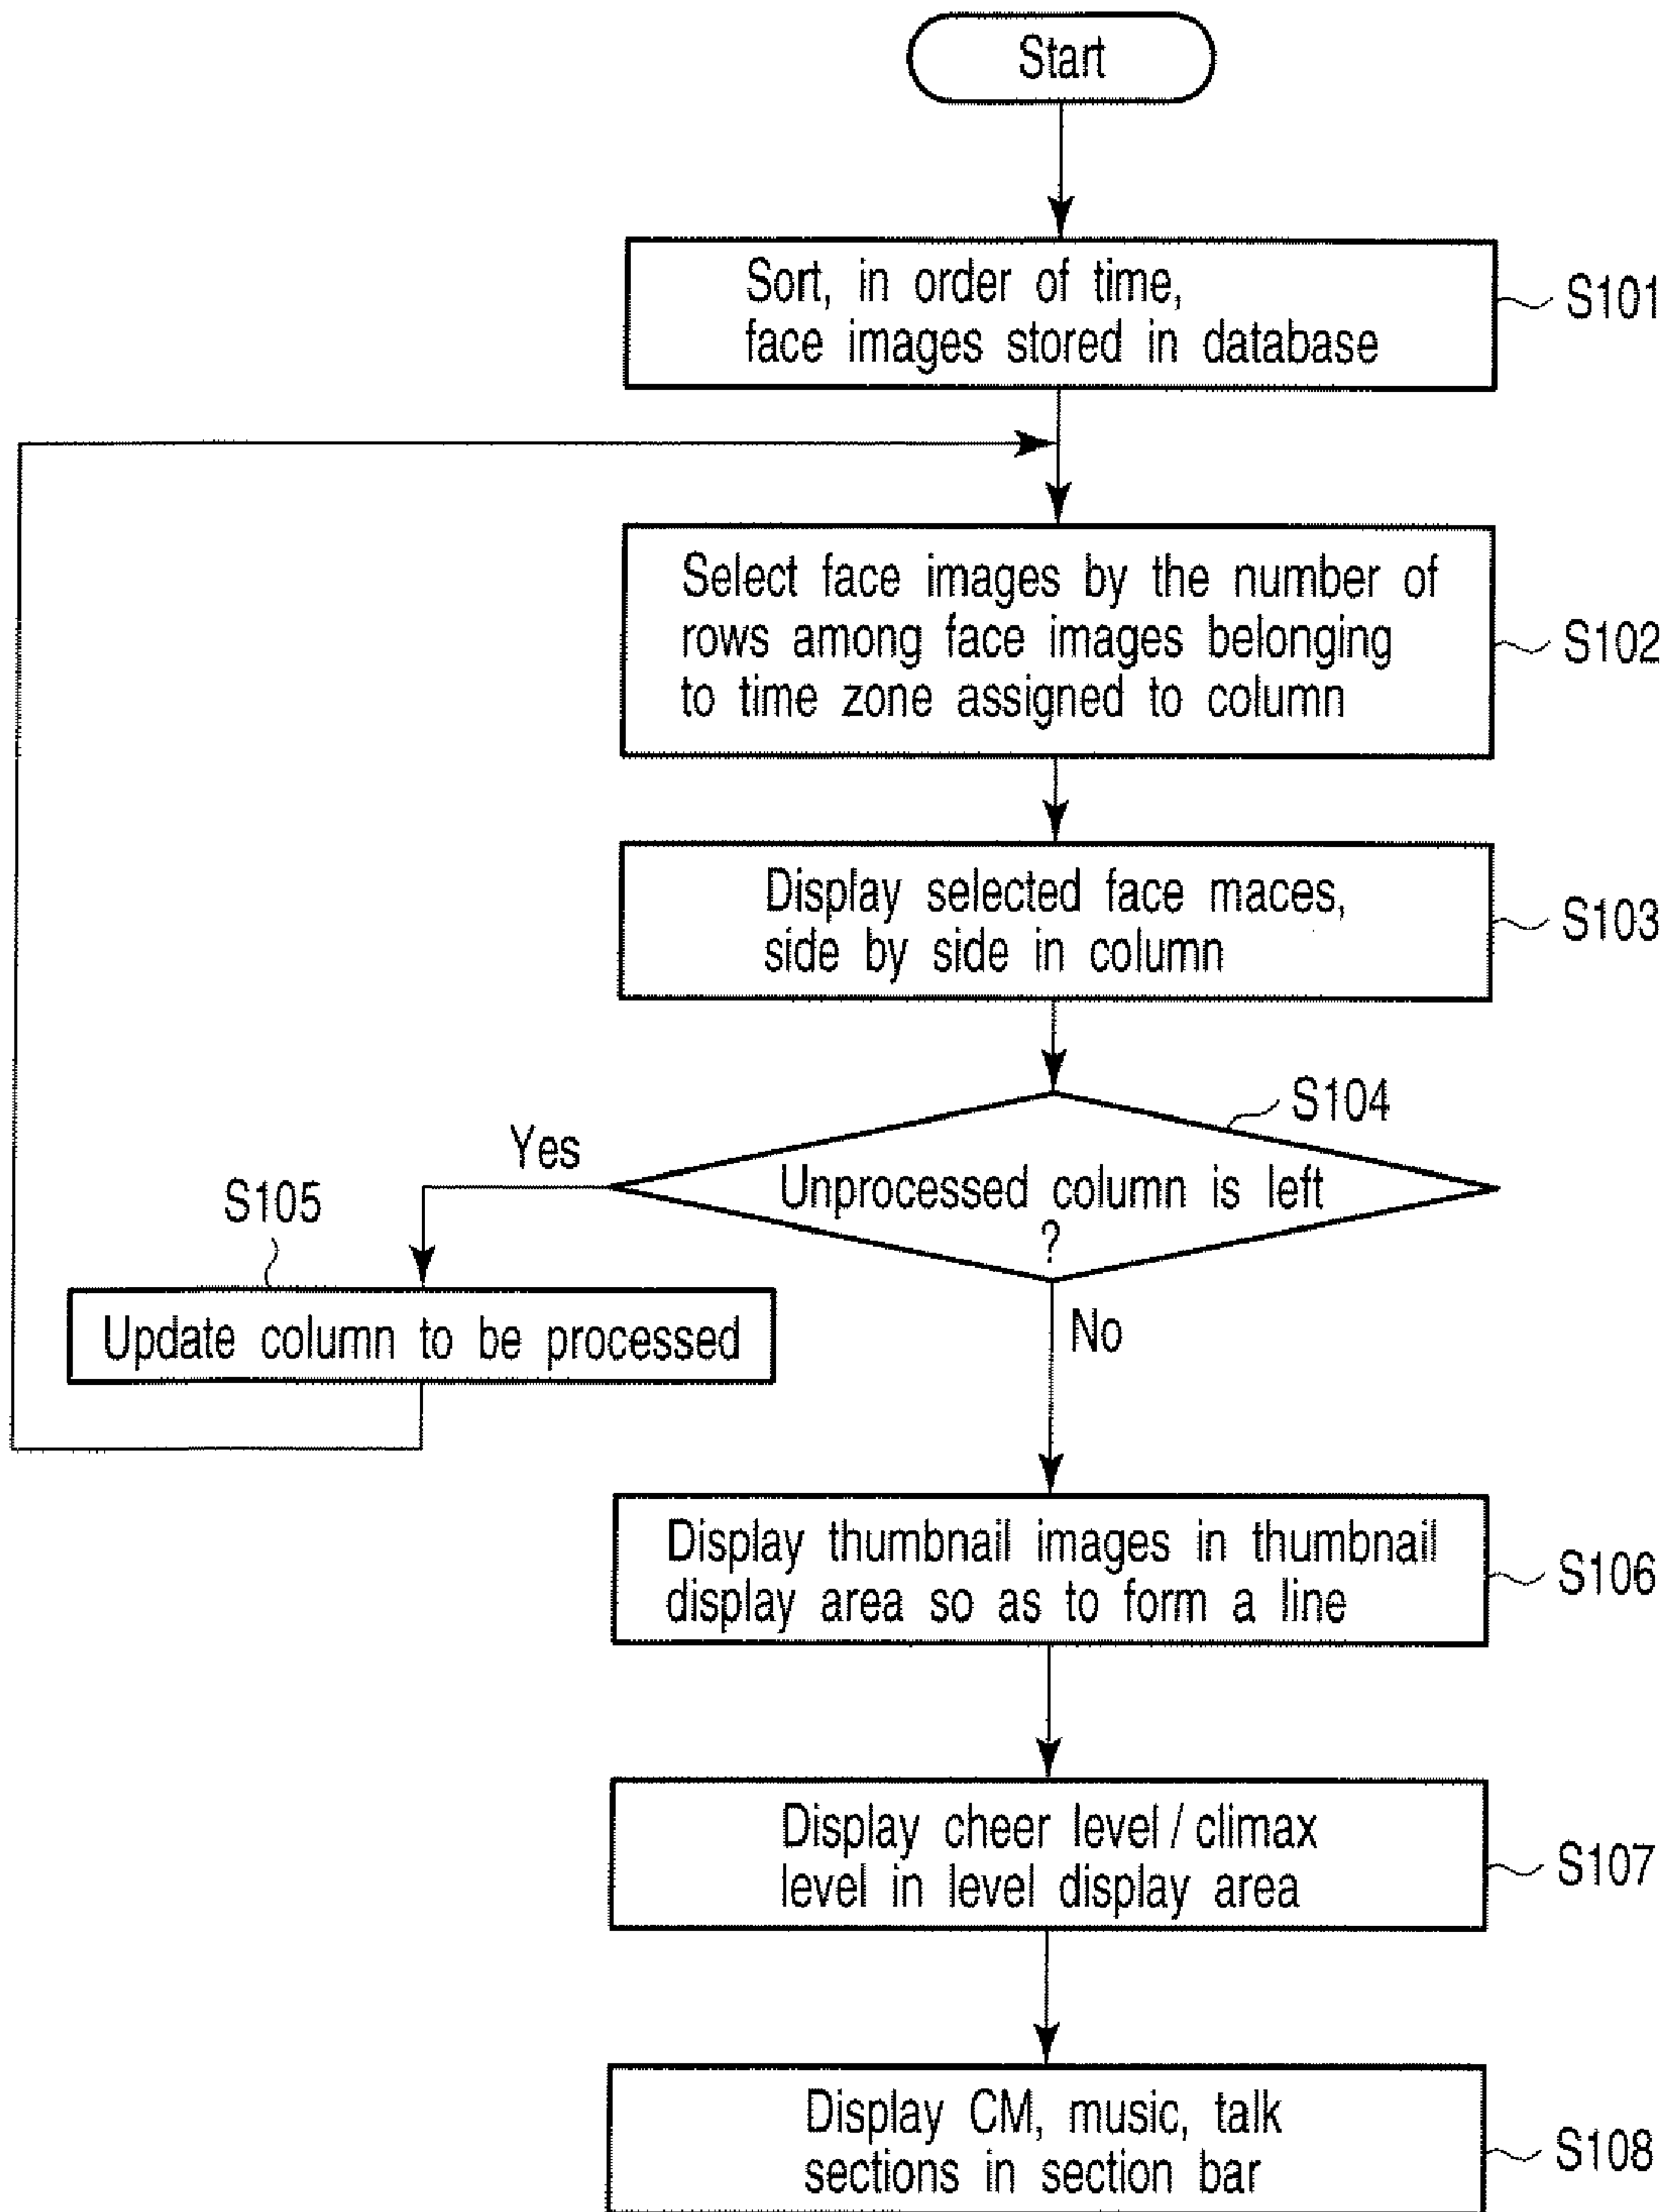 Start
Sort, in order of time,
face images stored in database
S101
Select face images by the number of
rows among face images belonging
to time zone assigned to column
S102
Display selected face maces,
side by side in column
S103
S104
Unprocessed column is left
?
Yes
No
S105
Update column to be processed
Display thumbnail images in thumbnail
display area so as to form a line
S106
Display cheer level / climax
level in level display area
S107
Display CM, music, talk
sections in section bar
S108